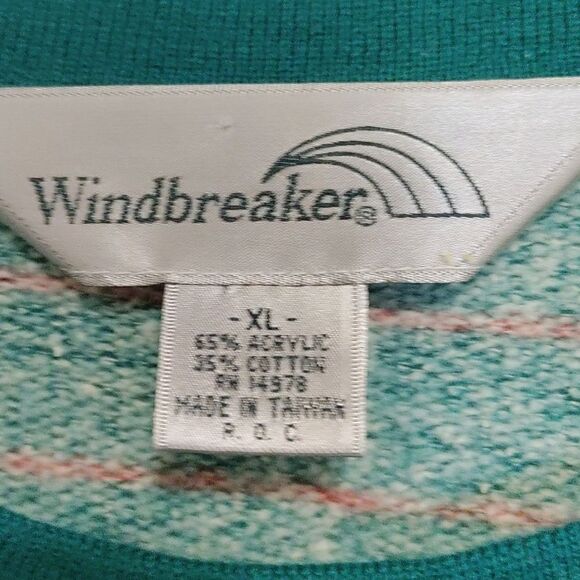 Windbreaker®
- XL -
65% ACRYLIC
35% COTTON
RN 14978
MADE IN TAIWAN
R. O. C.